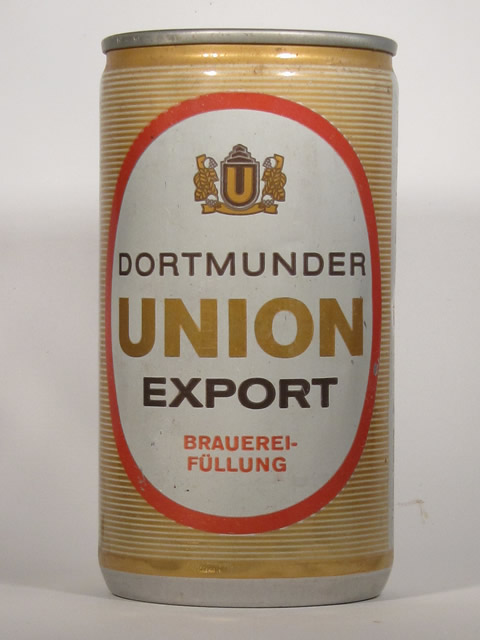 U
DORTMUNDER
UNION
EXPORT
BRAUEREI-
FÜLLUNG